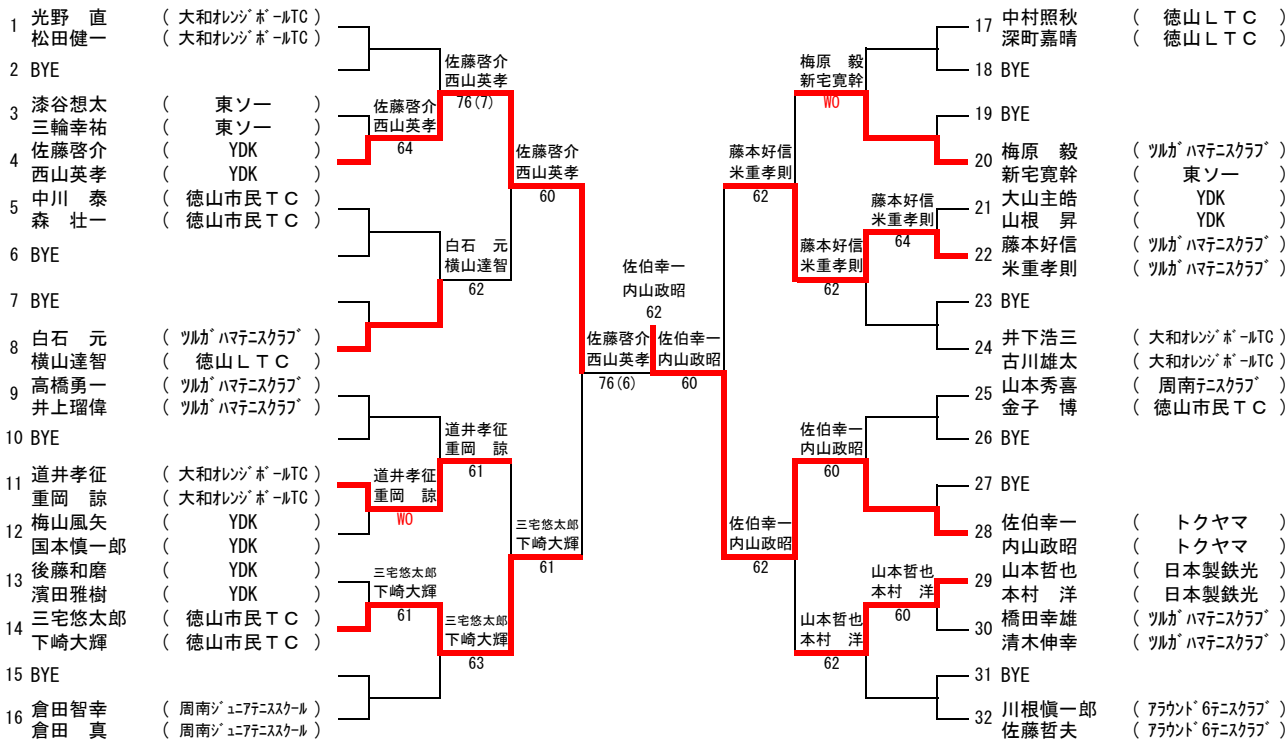 1 光野　直 ( 大和ｵﾚﾝｼﾞﾎﾞｰﾙTC )
松田健一 ( 大和ｵﾚﾝｼﾞﾎﾞｰﾙTC )
2 BYE
3 漆谷想太 ( 東ソー )
三輪幸祐 ( 東ソー )
4 佐藤啓介 ( YDK )
西山英孝 ( YDK )
5 中川　泰 ( 徳山市民ＴＣ )
森　壮一 ( 徳山市民ＴＣ )
6 BYE
7 BYE
8 白石　元 ( ﾂﾙｶﾞﾊﾏﾃﾆｽｸﾗﾌﾞ )
横山達智 ( 徳山ＬＴＣ )
9 高橋勇一 ( ﾂﾙｶﾞﾊﾏﾃﾆｽｸﾗﾌﾞ )
井上瑠偉 ( ﾂﾙｶﾞﾊﾏﾃﾆｽｸﾗﾌﾞ )
10 BYE
11 道井孝征 ( 大和ｵﾚﾝｼﾞﾎﾞｰﾙTC )
重岡　諒 ( 大和ｵﾚﾝｼﾞﾎﾞｰﾙTC )
12 梅山風矢 ( YDK )
国本慎一郎 ( YDK )
13 後藤和磨 ( YDK )
濱田雅樹 ( YDK )
14 三宅悠太郎 ( 徳山市民ＴＣ )
下崎大輝 ( 徳山市民ＴＣ )
15 BYE
16 倉田智幸 ( 周南ｼﾞｭﾆｱﾃﾆｽスクール )
倉田　真 ( 周南ｼﾞｭﾆｱﾃﾆｽスクール )
佐藤啓介
西山英孝
64
道井孝征
重岡　諒
WO
三宅悠太郎
下崎大輝
61
佐藤啓介
西山英孝
76(7)
白石　元
横山達智
62
道井孝征
重岡　諒
61
三宅悠太郎
下崎大輝
63
佐藤啓介
西山英孝
60
三宅悠太郎
下崎大輝
61
佐藤啓介
西山英孝
76(6)
佐伯幸一
内山政昭
62
佐伯幸一
内山政昭
60
藤本好信
米重孝則
62
佐伯幸一
内山政昭
62
梅原　毅
新宅寛幹
WO
藤本好信
米重孝則
62
佐伯幸一
内山政昭
60
山本哲也
本村　洋
62
藤本好信
米重孝則
64
山本哲也
本村　洋
60
17 中村照秋 ( 徳山ＬＴＣ )
深町嘉晴 ( 徳山ＬＴＣ )
18 BYE
19 BYE
20 梅原　毅 ( ﾂﾙｶﾞﾊﾏﾃﾆｽｸﾗﾌﾞ )
新宅寛幹 ( 東ソー )
21 大山主皓 ( YDK )
山根　昇 ( YDK )
22 藤本好信 ( ﾂﾙｶﾞﾊﾏﾃﾆｽｸﾗﾌﾞ )
米重孝則 ( ﾂﾙｶﾞﾊﾏﾃﾆｽｸﾗﾌﾞ )
23 BYE
24 井下浩三 ( 大和ｵﾚﾝｼﾞﾎﾞｰﾙTC )
古川雄太 ( 大和ｵﾚﾝｼﾞﾎﾞｰﾙTC )
25 山本秀喜 ( 周南ﾃﾆｽクラブ )
金子　博 ( 徳山市民ＴＣ )
26 BYE
27 BYE
28 佐伯幸一 ( トクヤマ )
内山政昭 ( トクヤマ )
29 山本哲也 ( 日本製鉄光 )
本村　洋 ( 日本製鉄光 )
30 橋田幸雄 ( ﾂﾙｶﾞﾊﾏﾃﾆｽｸﾗﾌﾞ )
清木伸幸 ( ﾂﾙｶﾞﾊﾏﾃﾆｽｸﾗﾌﾞ )
31 BYE
32 川根愼一郎 ( ｱﾗｳﾝﾄﾞ6ﾃﾆｽｸﾗﾌﾞ )
佐藤哲夫 ( ｱﾗｳﾝﾄﾞ6ﾃﾆｽｸﾗﾌﾞ )